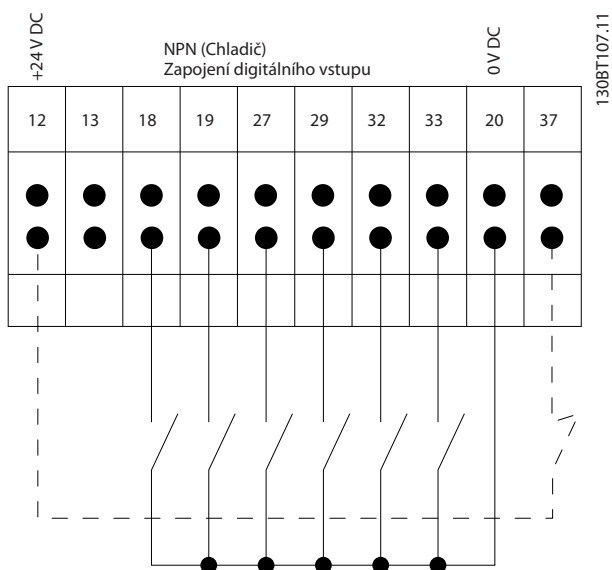 +24 V DC
NPN (Chladič)
Zapojení digitálního vstupu
0 V DC
130BT107.11
12 13 18 19 27 29 32 33 20 37